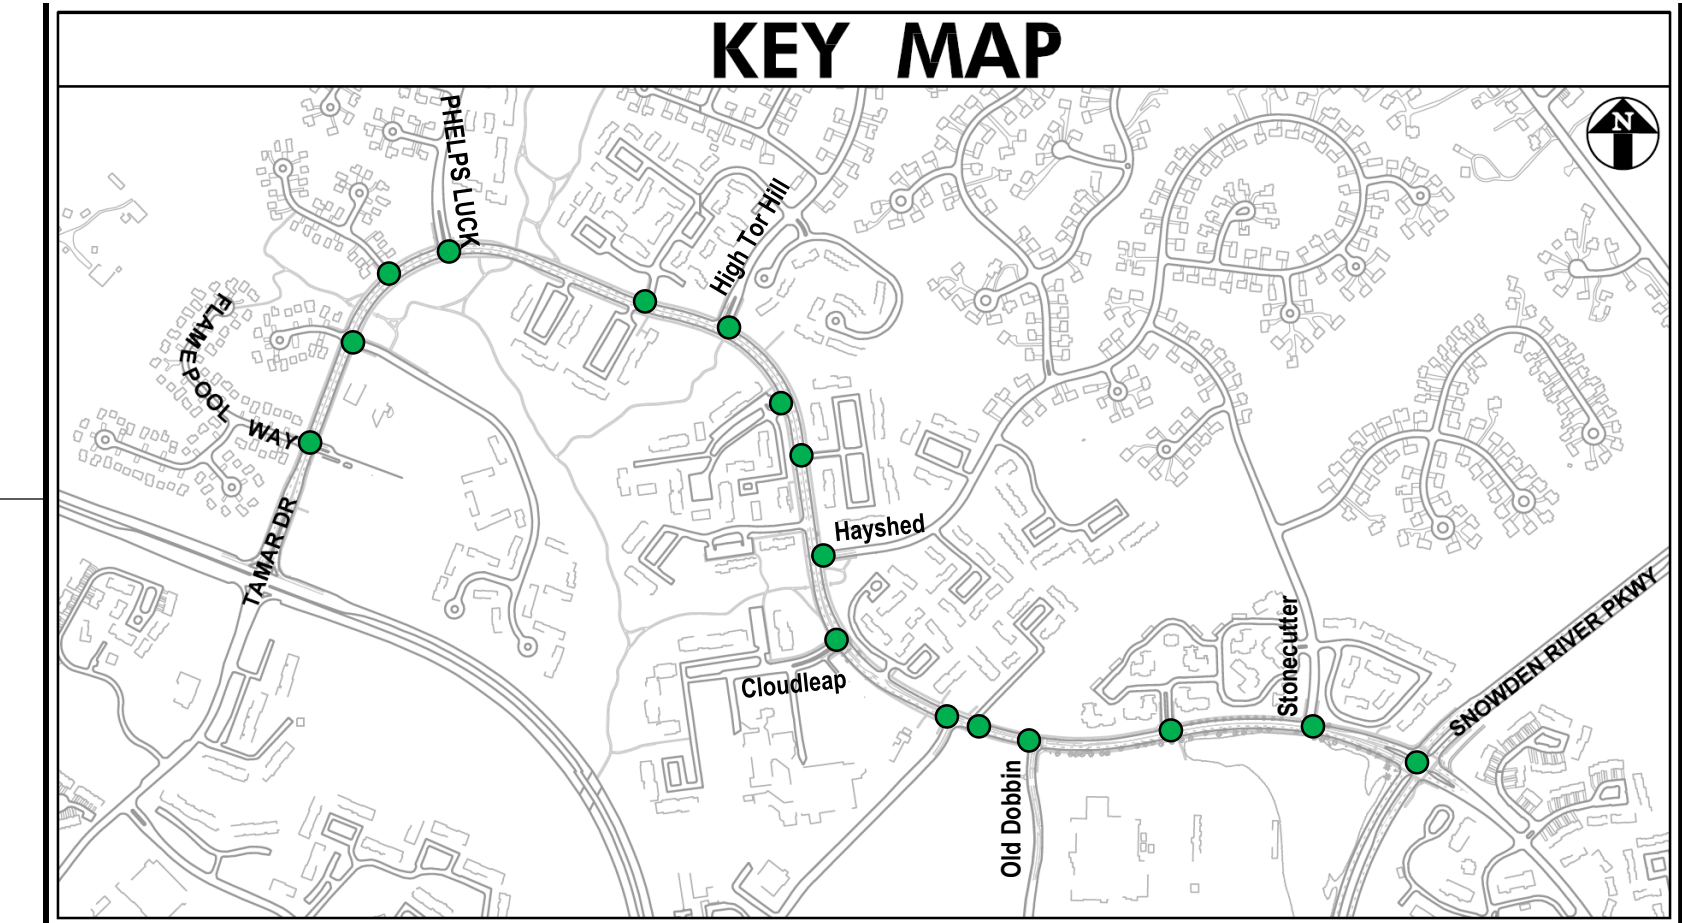 KEY MAP
N
PHELPS LUCK
High Tor Hill
FLAMEPOOL WAY
TAMAR DR
Hayshed
Cloudleap
Stonecutter
SNOWDEN RIVER PKWY
Old Dobbin